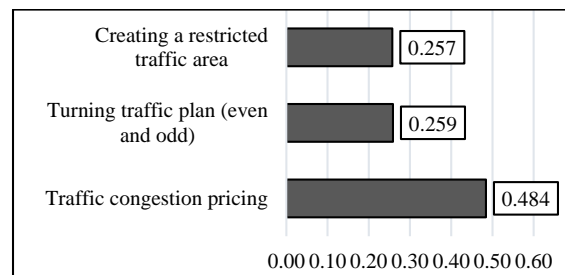 Creating a restricted
traffic area
0.257
Turning traffic plan (even
and odd)
0.259
Traffic congestion pricing
0.484
0.00 0.10 0.20 0.30 0.40 0.50 0.60